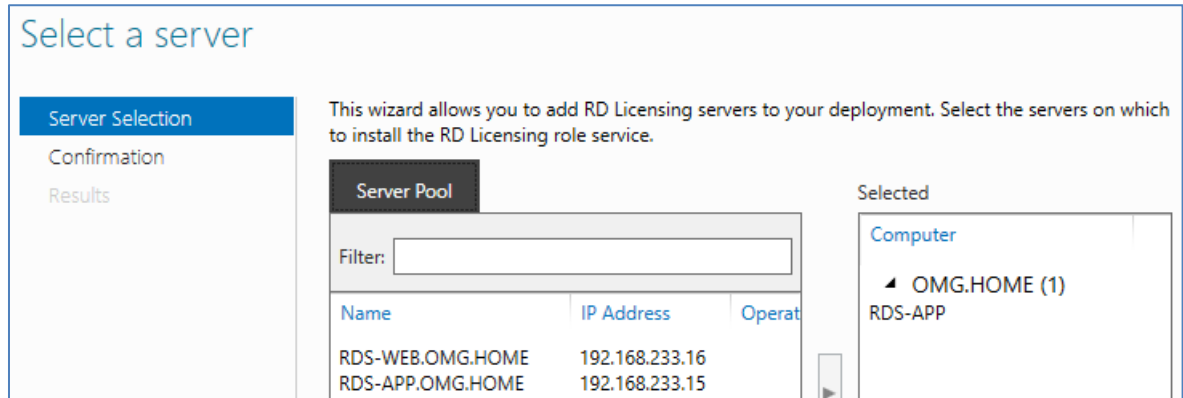 Select a server
Server Selection
Confirmation
Results
This wizard allows you to add RD Licensing servers to your deployment. Select the servers on which
to install the RD Licensing role service.
Server Pool
Filter:
Name IP Address Operat
RDS-WEB.OMG.HOME 192.168.233.16
RDS-APP.OMG.HOME 192.168.233.15
Selected
Computer
OMG.HOME (1)
RDS-APP